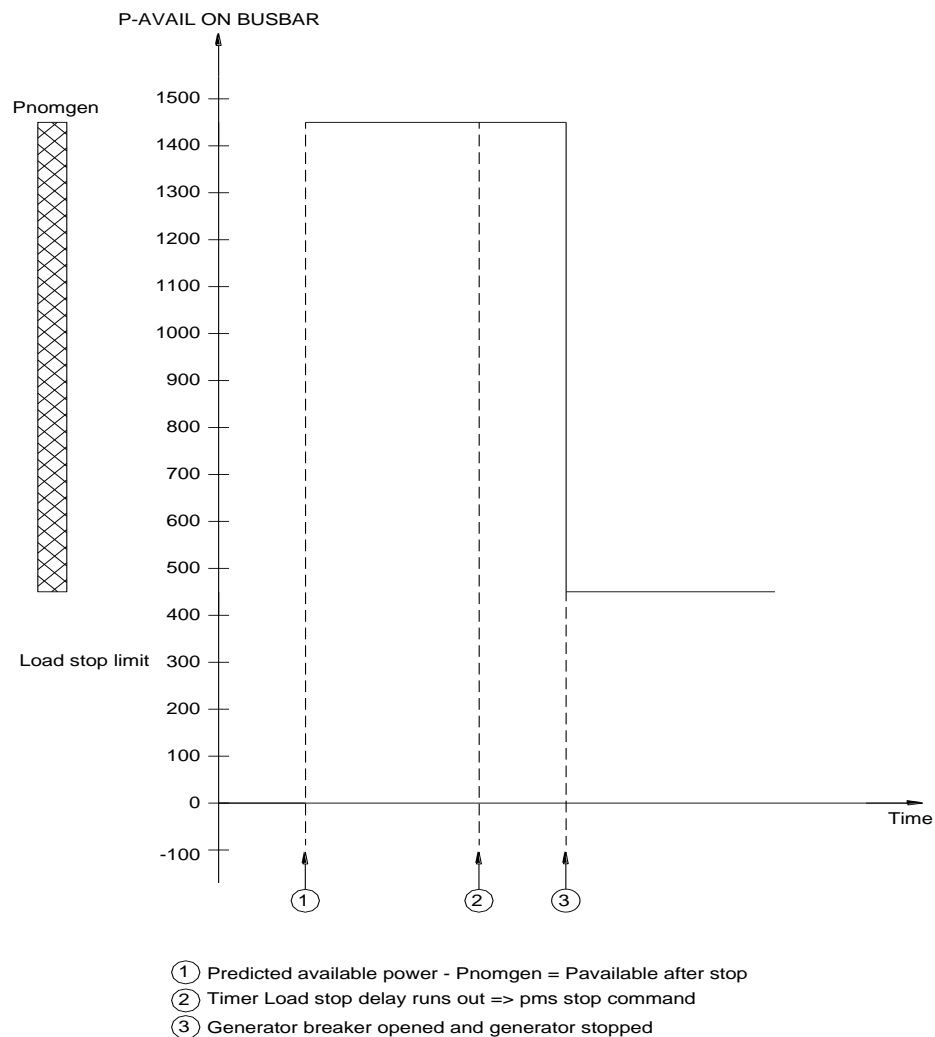 P-AVAIL ON BUSBAR
Pnomgen
1500
1400
1300
1200
1100
1000
900
800
700
600
500
400
Load stop limit
300
200
100
0
Time
-100
1
2
3
1 Predicted available power - Pnomgen = Pavailable after stop
2 Timer Load stop delay runs out => pms stop command
3 Generator breaker opened and generator stopped